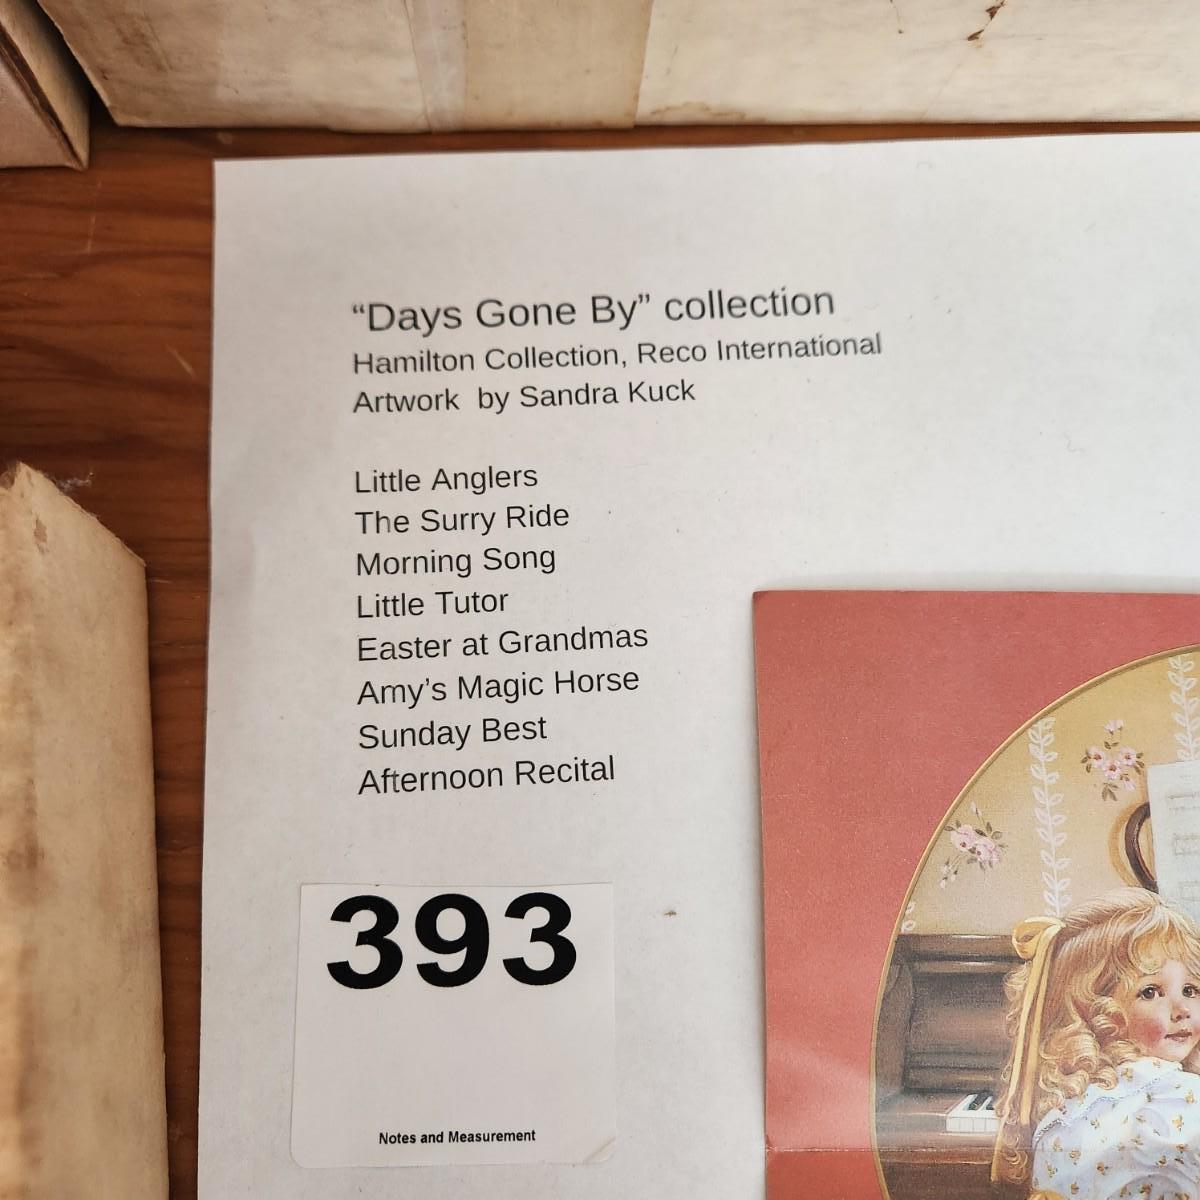 “Days Gone By” collection
Hamilton Collection, Reco International
Artwork  by Sandra Kuck
Little Anglers
The Surry Ride
Morning Song
Little Tutor
Easter at Grandmas
Amy’s Magic Horse
Sunday Best
Afternoon Recital
393
Notes and Measurement